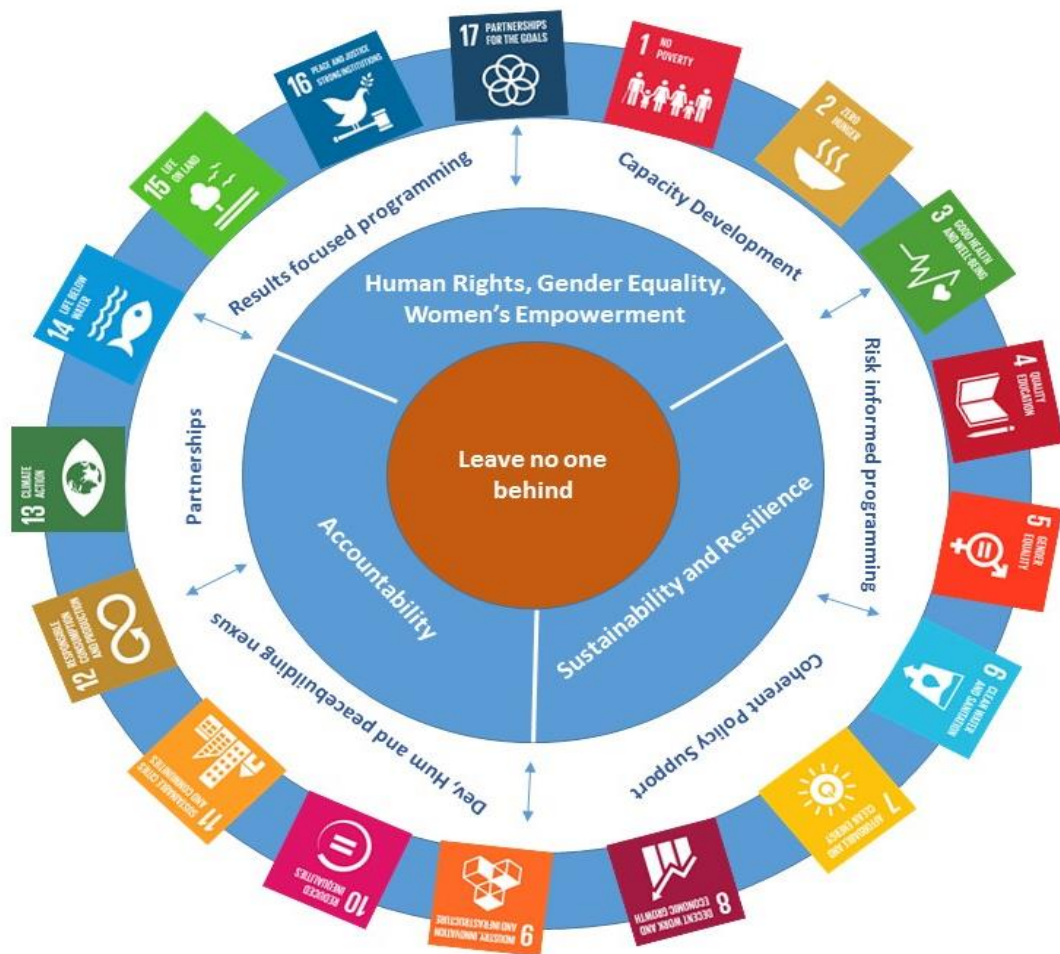 17 PARTNERSHIPS
FOR THE GOALS
1 NO
POVERTY
2 ZERO
HUNGER
3 GOOD HEALTH
AND WELL-BEING
4 QUALITY
EDUCATION
5 GENDER
EQUALITY
6 CLEAN WATER
AND SANITATION
7 AFFORDABLE AND
CLEAN ENERGY
8 DECENT WORK AND
ECONOMIC GROWTH
9 INDUSTRY, INNOVATION
AND INFRASTRUCTURE
10 REDUCED
INEQUALITIES
11 SUSTAINABLE CITIES
AND COMMUNITIES
12 RESPONSIBLE
CONSUMPTION
AND PRODUCTION
13 CLIMATE
ACTION
14 LIFE BELOW
WATER
15 LIFE
ON LAND
16 PEACE AND JUSTICE
STRONG INSTITUTIONS
Results focused programming
Capacity Development
Risk informed programming
Coherent Policy Support
Dev, Hum and peacebuilding nexus
Partnerships
Human Rights, Gender Equality,
Women's Empowerment
Sustainability and Resilience
Accountability
Leave no one
behind